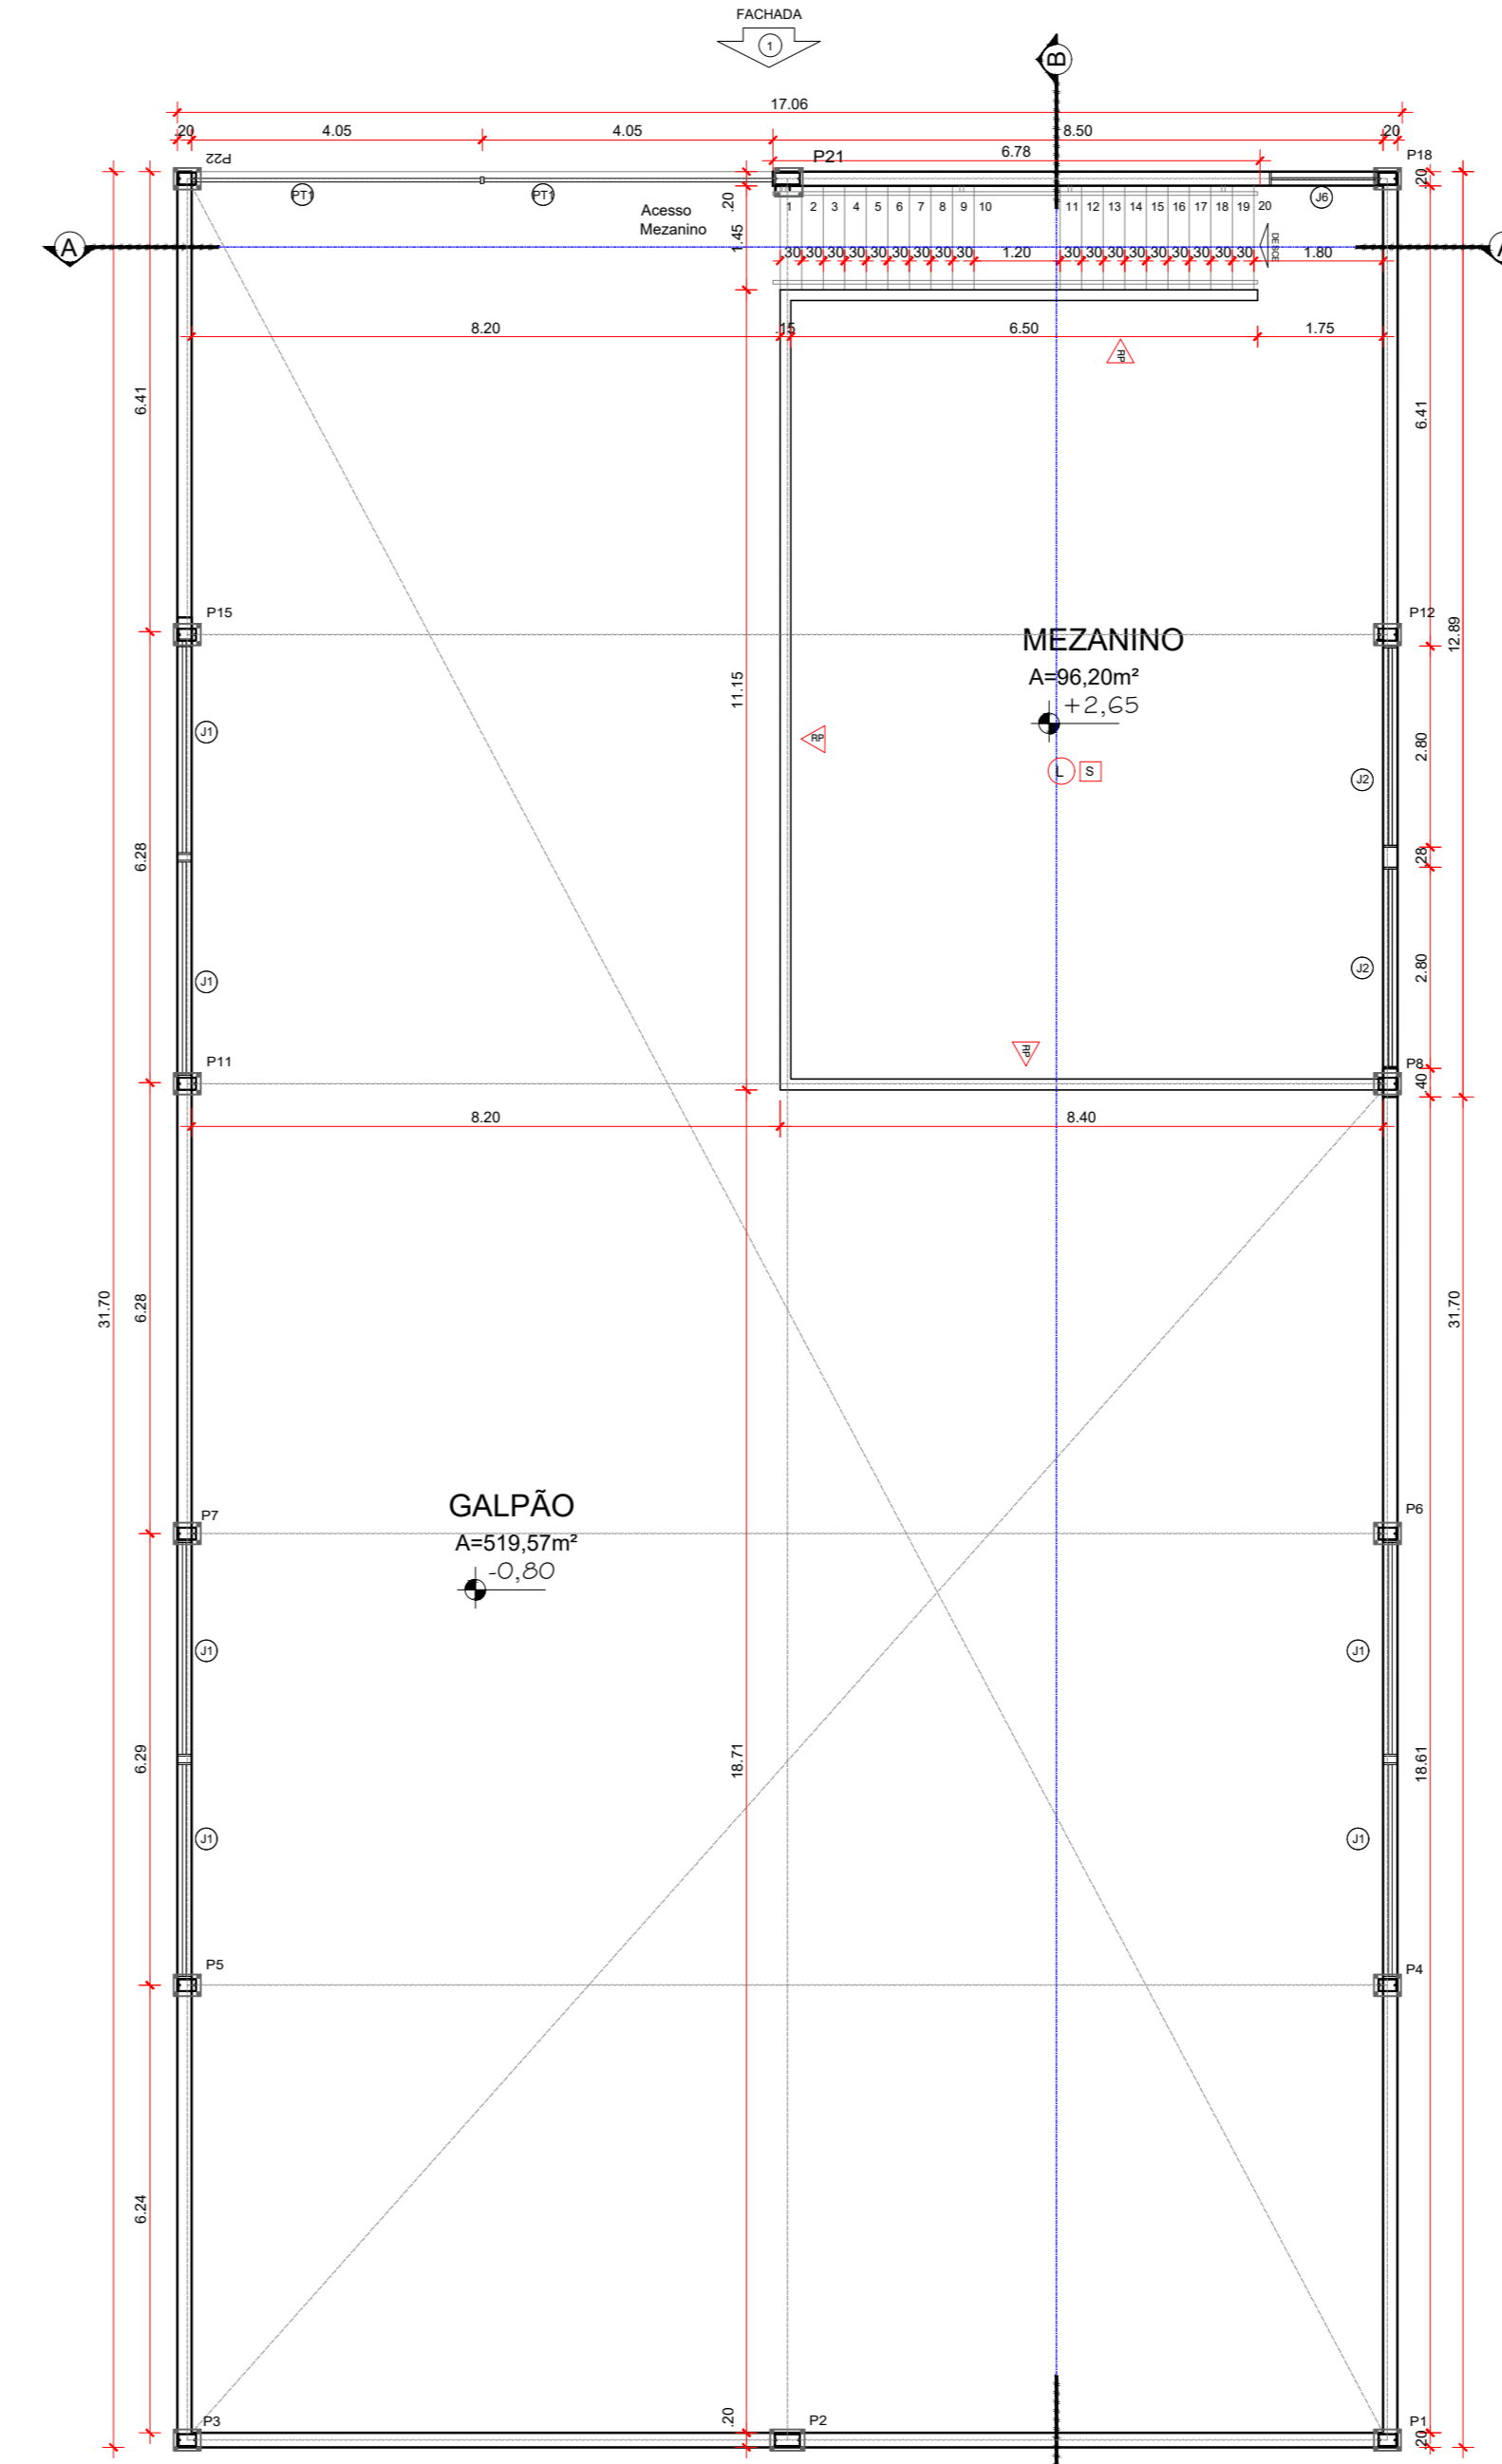 FACHADA
1
B
17.06
.20
4.05
4.05
8.50
.20
6.78
P22
P21
P18
PT1
PT1
J6
.20
.20
Acesso
Mezanino
1 2 3 4 5 6 7 8 9 10 11 12 13 14 15 16 17 18 19 20
A
1.45
.30 .30 .30 .30 .30 .30 .30 .30 .30 1.20 .30 .30 .30 .30 .30 .30 .30 .30 .30
DESCE
1.80
8.20
.15
6.50
1.75
RP
6.41
6.41
P15
P12
12.89
MEZANINO
A=96,20m²
+2,65
11.15
J1
RP
2.80
L
S
J2
6.28
.28
J1
J2
2.80
RP
P11
P8
.40
8.20
8.40
31.70
6.28
31.70
GALPÃO
A=519,57m²
-0,80
P7
P6
J1
J1
6.29
18.71
18.61
J1
J1
P5
P4
6.24
P3
.20
P2
P1
.20